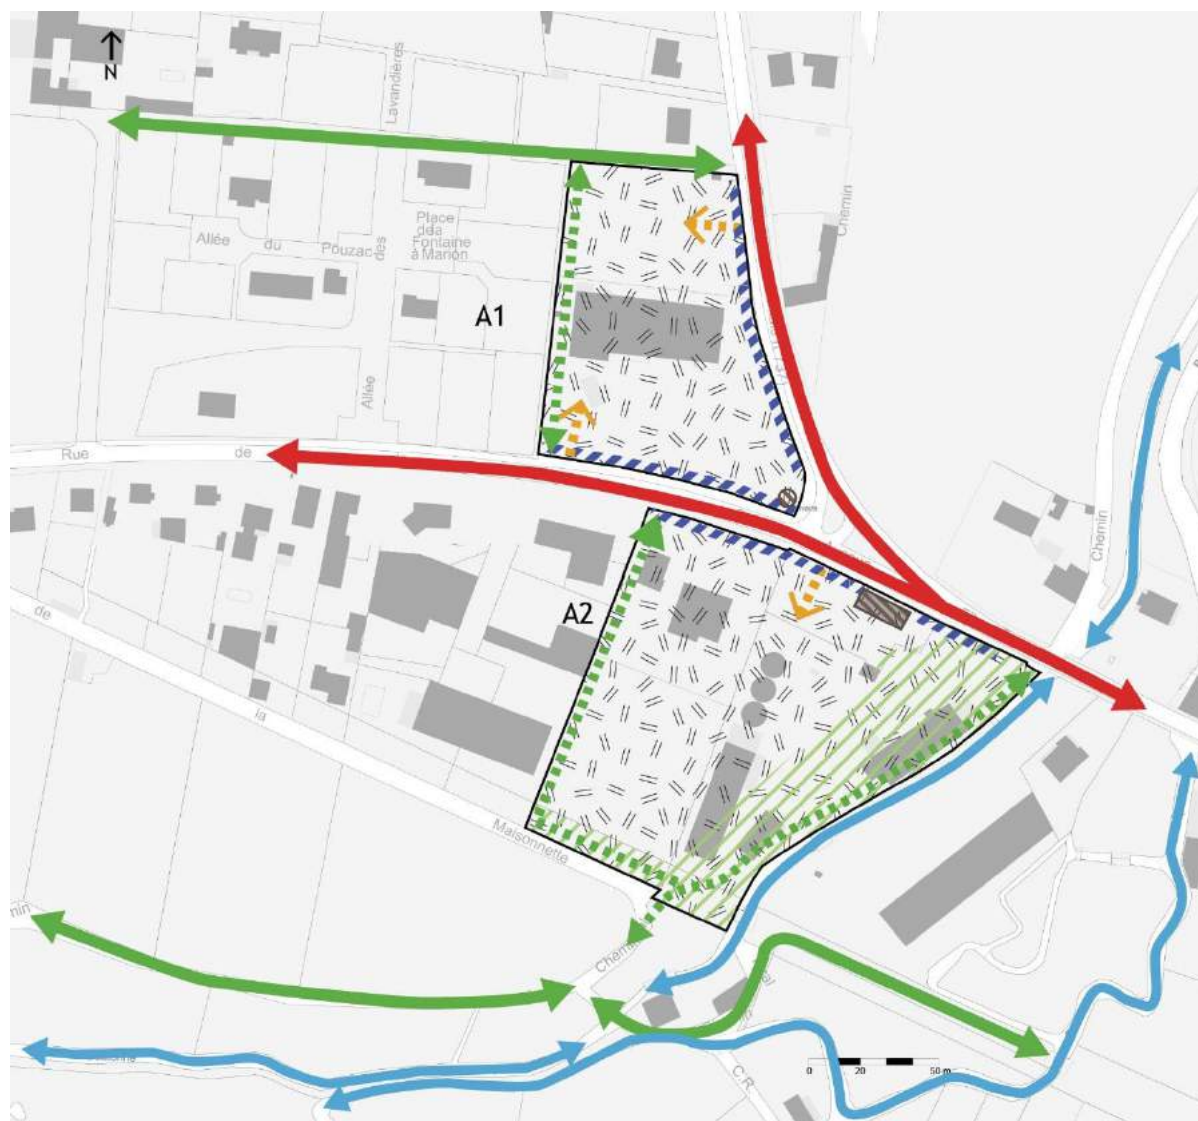 N
Lavandières
Chemin
Place
de la
Fontaine
à Manon
Allée
du
Pouzac
des
A1
Allée
Rue
de
Chemin
A2
de
la
Maisonnette
Chemin
0
20
50 m
C.R